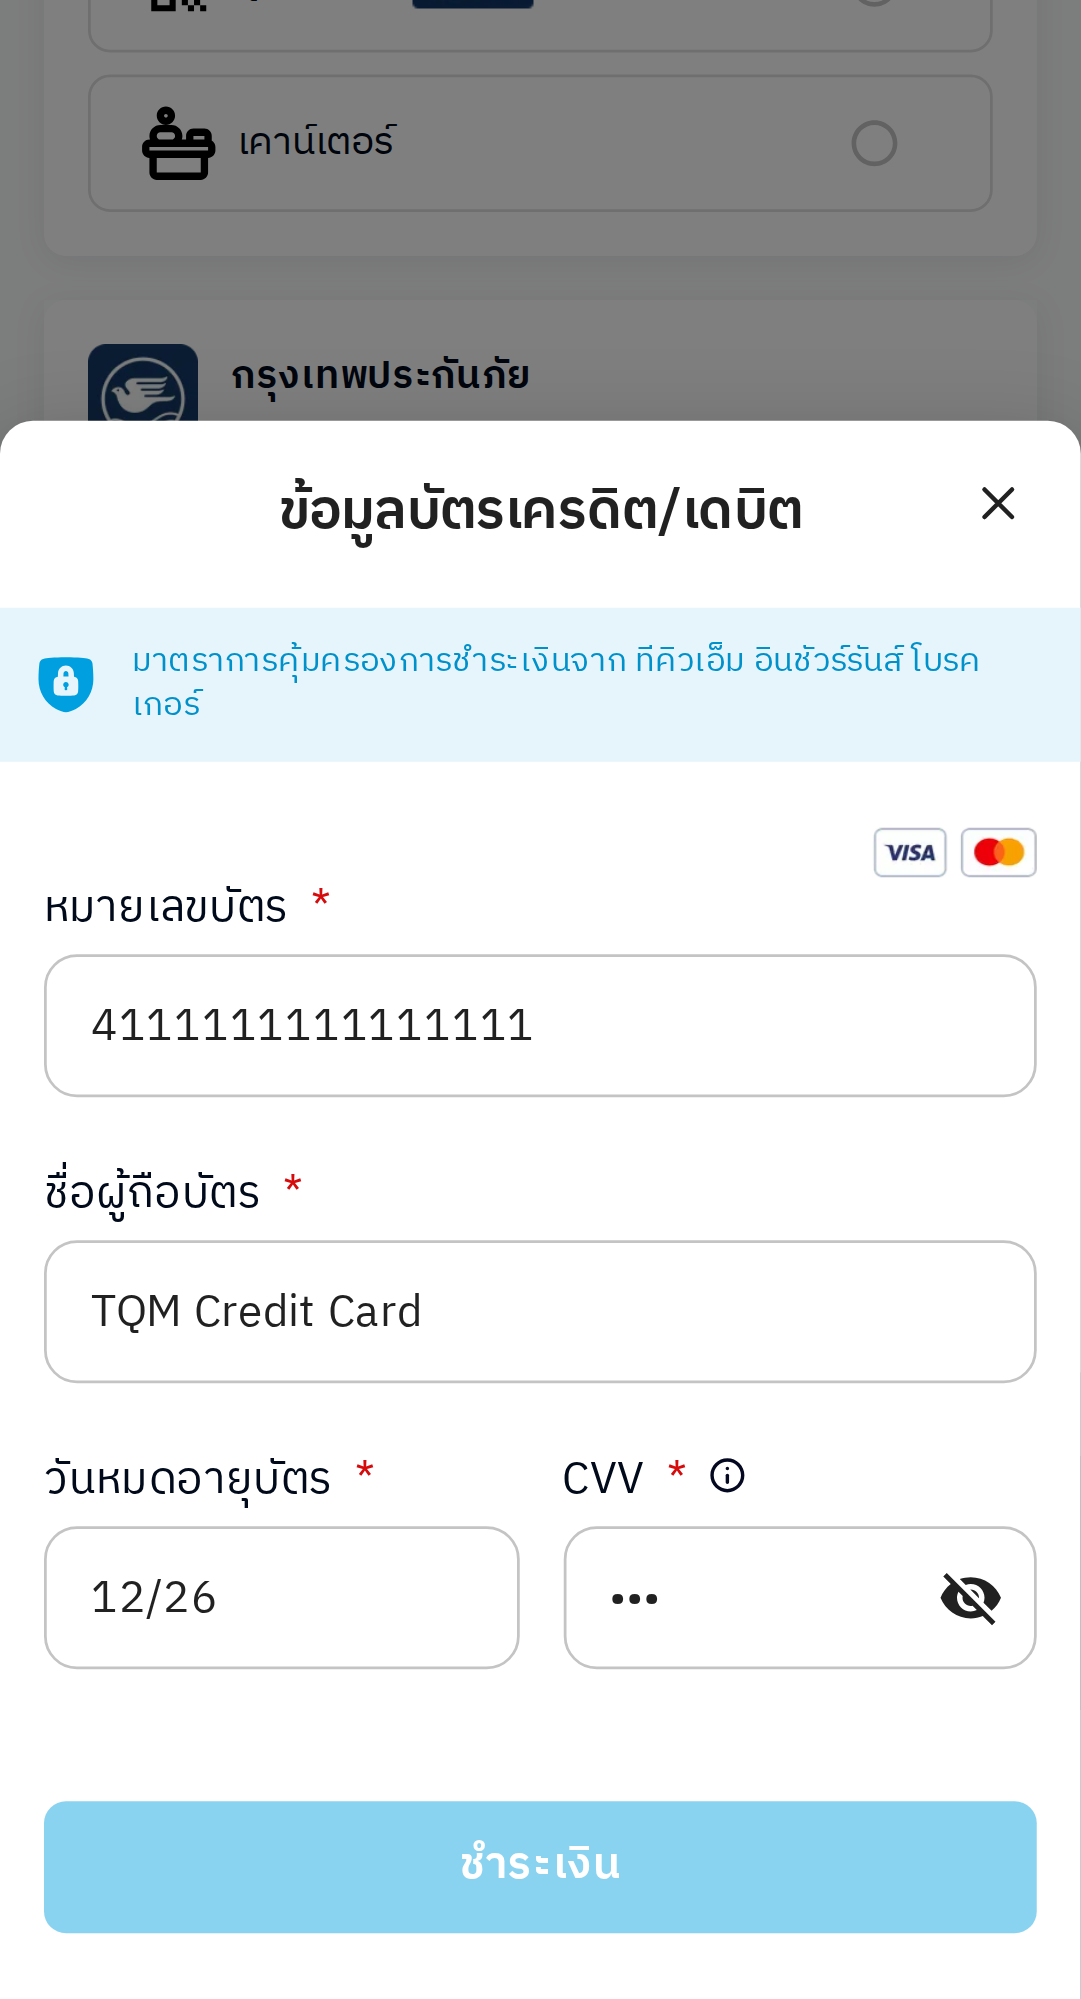 เคาน์เตอร์
กรุงเทพประกันภัย
ข้อมูลบัตรเครดิต/เดบิต
มาตราการคุ้มครองการชำระเงินจาก ทีคิวเอ็ม อินชัวร์รันส์ โบรค
เกอร์
VISA
หมายเลขบัตร *
4111111111111111
ชื่อผู้ถือบัตร *
TQM Credit Card
วันหมดอายุบัตร * CVV *
12/26 •••
ชำระเงิน